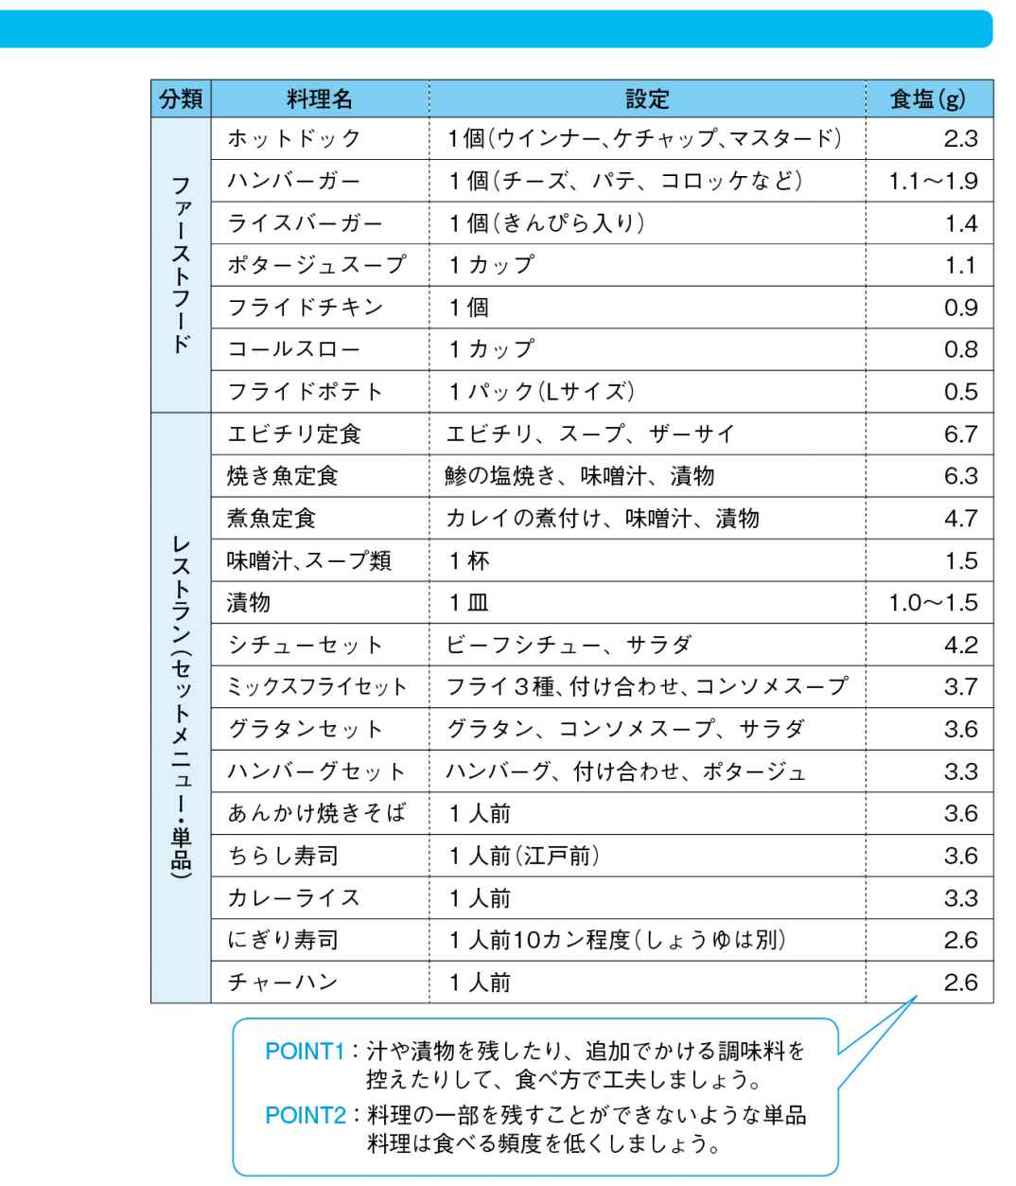 分類 料理名 設定 食塩(g)
ファーストフード
ホットドック 1個(ウインナー、ケチャップ、マスタード) 2.3
ハンバーガー 1個(チーズ、パテ、コロッケなど) 1.1〜1.9
ライスバーガー 1個(きんぴら入り) 1.4
ポタージュスープ 1カップ 1.1
フライドチキン 1個 0.9
コールスロー 1カップ 0.8
フライドポテト 1パック(Lサイズ) 0.5
レストラン(セットメニュー・単品)
エビチリ定食 エビチリ、スープ、ザーサイ 6.7
焼き魚定食 鯵の塩焼き、味噌汁、漬物 6.3
煮魚定食 カレイの煮付け、味噌汁、漬物 4.7
味噌汁、スープ類 1杯 1.5
漬物 1皿 1.0〜1.5
シチューセット ビーフシチュー、サラダ 4.2
ミックスフライセット フライ3種、付け合わせ、コンソメスープ 3.7
グラタンセット グラタン、コンソメスープ、サラダ 3.6
ハンバーグセット ハンバーグ、付け合わせ、ポタージュ 3.3
あんかけ焼きそば 1人前 3.6
ちらし寿司 1人前(江戸前) 3.6
カレーライス 1人前 3.3
にぎり寿司 1人前10カン程度(しょうゆは別) 2.6
チャーハン 1人前 2.6
POINT1：汁や漬物を残したり、追加でかける調味料を
控えたりして、食べ方で工夫しましょう。
POINT2：料理の一部を残すことができないような単品
料理は食べる頻度を低くしましょう。